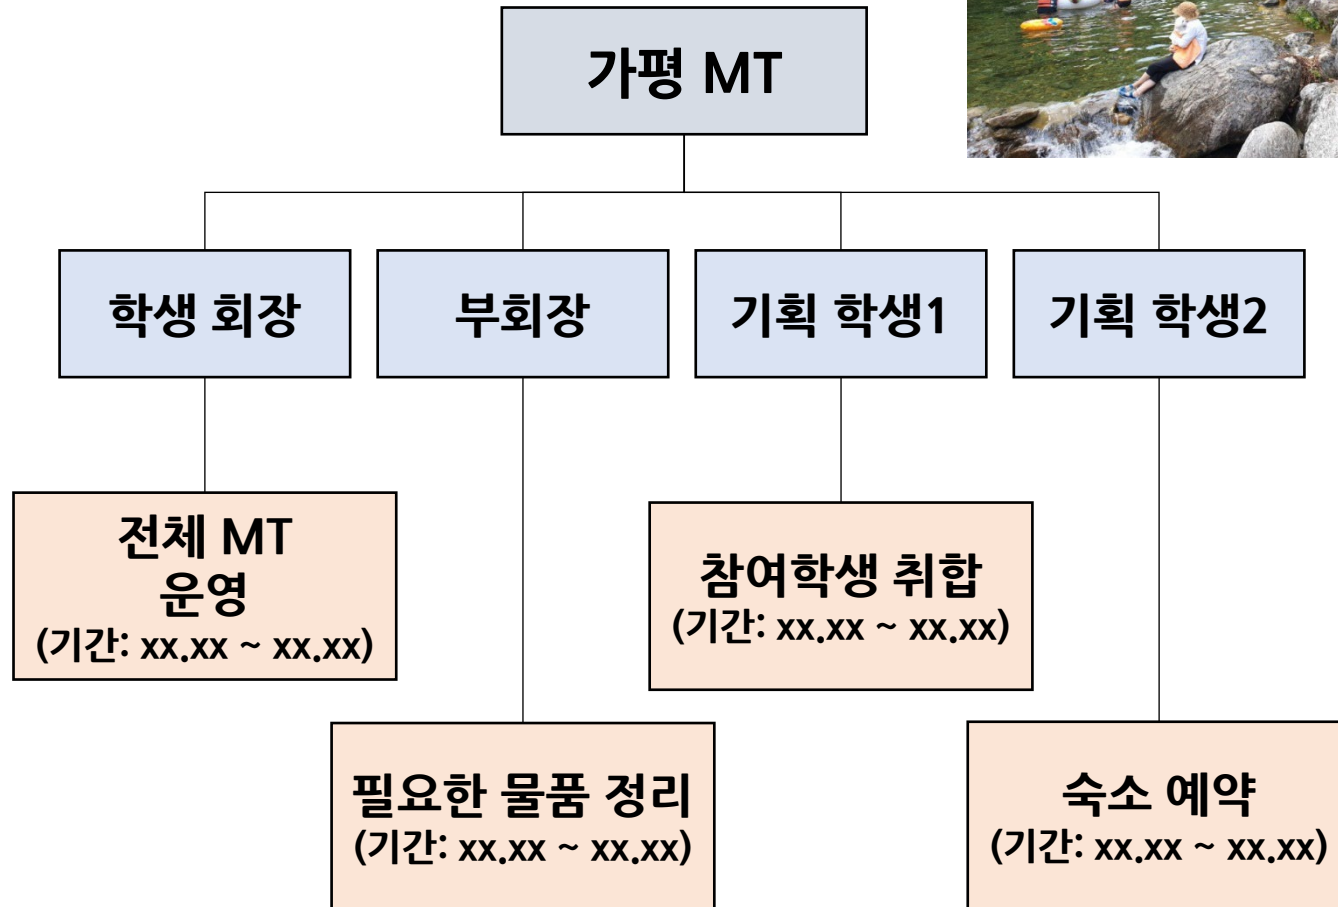 가평 MT
학생 회장
부회장
기획 학생1
기획 학생2
전체 MT
운영
(기간: xx.xx ~ xx.xx)
참여학생 취합
(기간: xx.xx ~ xx.xx)
필요한 물품 정리
(기간: xx.xx ~ xx.xx)
숙소 예약
(기간: xx.xx ~ xx.xx)